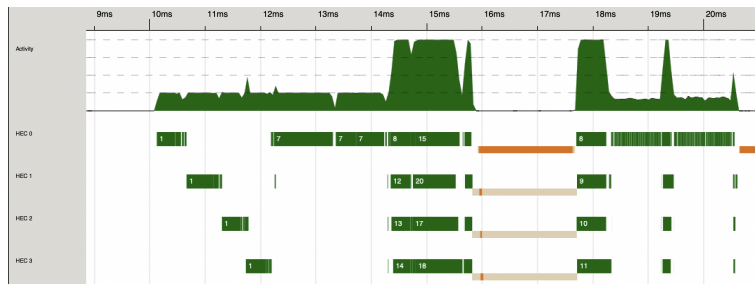 9ms 10ms 11ms 12ms 13ms 14ms 15ms 16ms 17ms 18ms 19ms 20ms
Activity
HEC 0 1 7 7 7 8 15 8
HEC 1 1 12 20 9
HEC 2 1 13 17 10
HEC 3 1 14 16 11